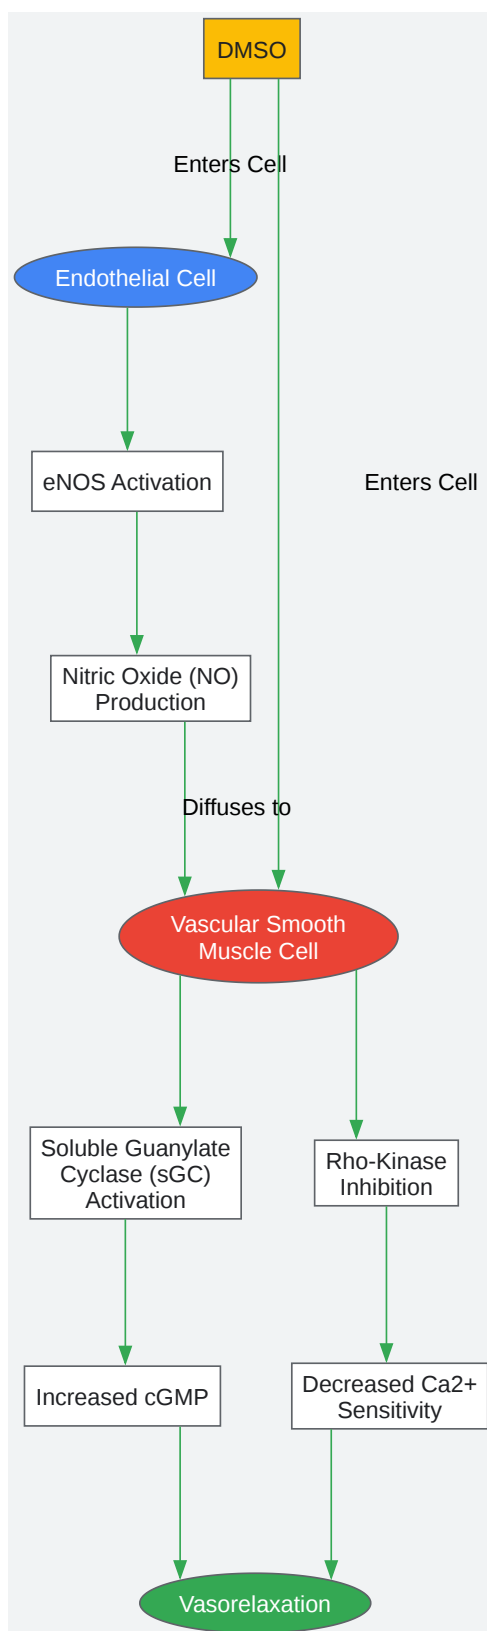 DMSO
Enters Cell
Endothelial Cell
eNOS Activation
Enters Cell
Nitric Oxide (NO)
Production
Diffuses to
Vascular Smooth
Muscle Cell
Soluble Guanylate
Cyclase (sGC)
Activation
Rho-Kinase
Inhibition
Increased cGMP
Decreased Ca2+
Sensitivity
Vasorelaxation